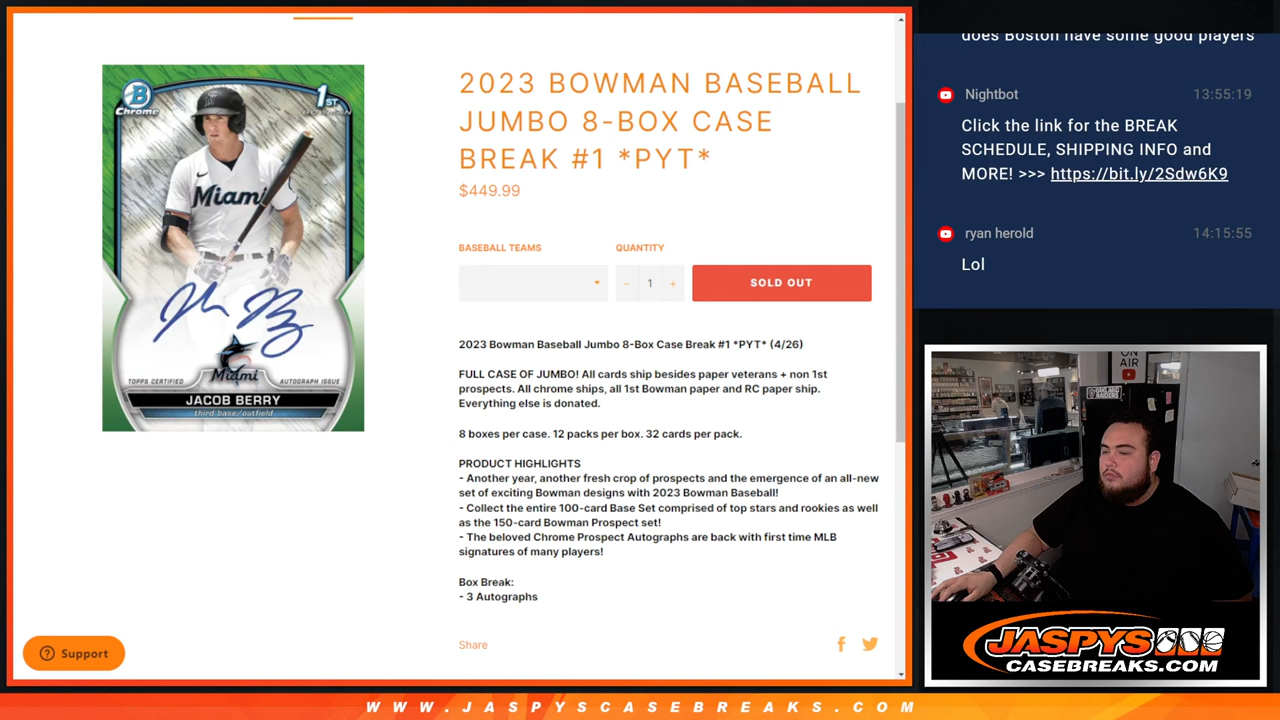 B
Chrome
1ST
BOWMAN
Miami
Miami
TOPPS CERTIFIED
AUTOGRAPH ISSUE
JACOB BERRY
third base/outfield
2023 BOWMAN BASEBALL
JUMBO 8-BOX CASE
BREAK #1 *PYT*
$449.99
BASEBALL TEAMS
QUANTITY
− 1 +
SOLD OUT
2023 Bowman Baseball Jumbo 8-Box Case Break #1 *PYT* (4/26)
FULL CASE OF JUMBO! All cards ship besides paper veterans + non 1st
prospects. All chrome ships, all 1st Bowman paper and RC paper ship.
Everything else is donated.
8 boxes per case. 12 packs per box. 32 cards per pack.
PRODUCT HIGHLIGHTS
- Another year, another fresh crop of prospects and the emergence of an all-new
set of exciting Bowman designs with 2023 Bowman Baseball!
- Collect the entire 100-card Base Set comprised of top stars and rookies as well
as the 150-card Bowman Prospect set!
- The beloved Chrome Prospect Autographs are back with first time MLB
signatures of many players!
Box Break:
- 3 Autographs
Share
Support
does Boston have some good players
Nightbot 13:55:19
Click the link for the BREAK
SCHEDULE, SHIPPING INFO and
MORE! >>> https://bit.ly/2Sdw6K9
ryan herold 14:15:55
Lol
ON
AIR
JASPYS
CASEBREAKS.COM
WWW.JASPYSCASEBREAKS.COM